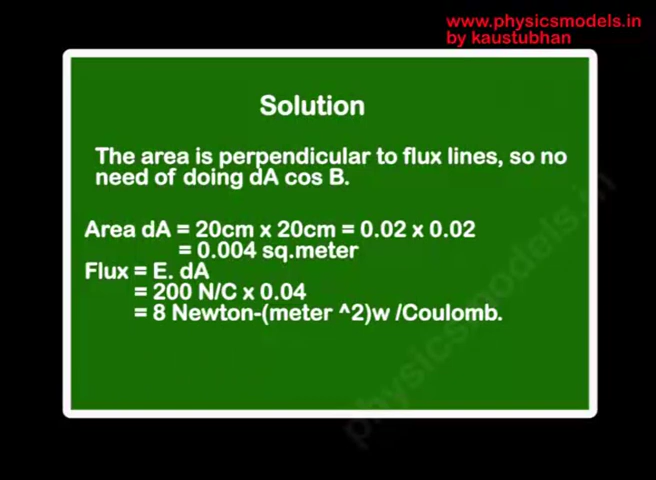 www.physicsmodels.in
by kaustubhan
Solution
The area is perpendicular to flux lines, so no
need of doing dA cos B.
Area dA = 20cm x 20cm = 0.02 x 0.02
= 0.004 sq.meter
Flux = E. dA
= 200 N/C x 0.04
= 8 Newton-(meter ^2)w /Coulomb.
physicsmodels.in